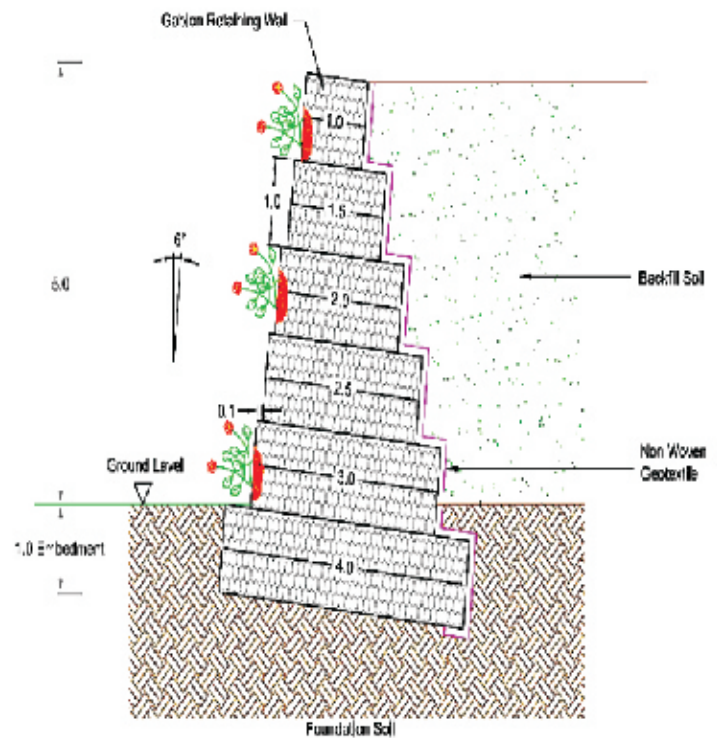 Gabion Retaining Wall
1.0
1.0
1.5
6°
5.0
Backfill Soil
2.0
2.5
0.1
Ground Level
Non Woven
Geotextile
3.0
1.0 Embedment
4.0
Foundation Soil